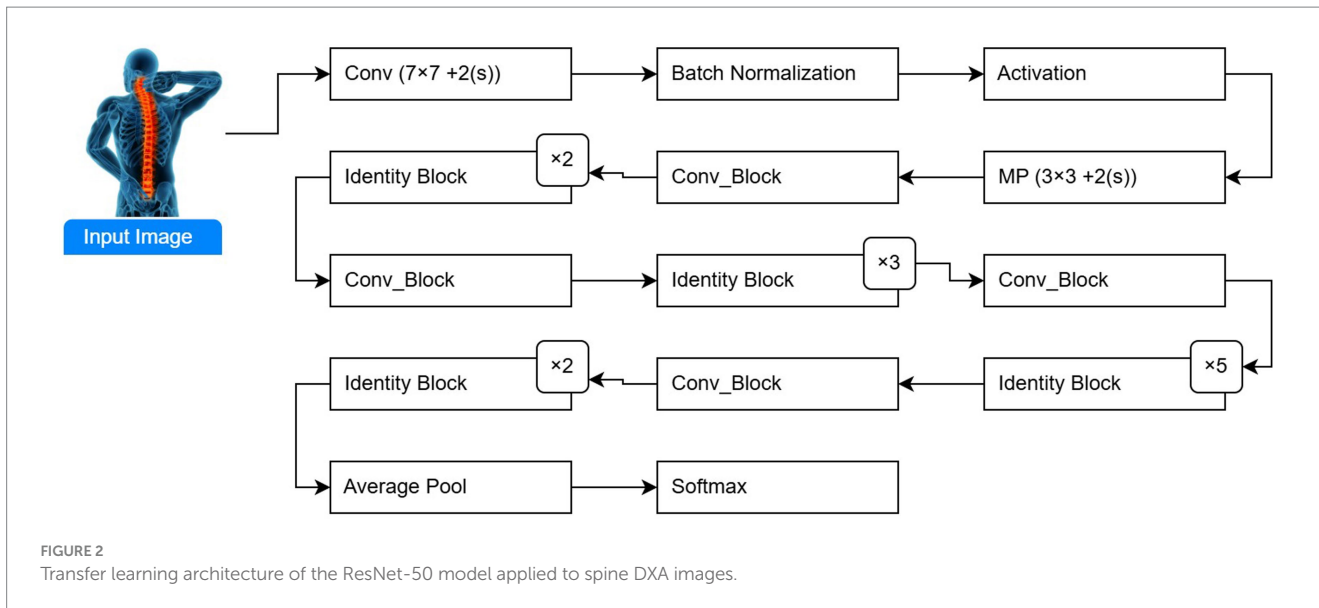 Input Image
Conv (7×7 +2(s))
Batch Normalization
Activation
MP (3×3 +2(s))
Conv_Block
×2
Identity Block
Conv_Block
Identity Block
×3
Conv_Block
×5
Identity Block
Conv_Block
×2
Identity Block
Average Pool
Softmax
FIGURE 2
Transfer learning architecture of the ResNet-50 model applied to spine DXA images.